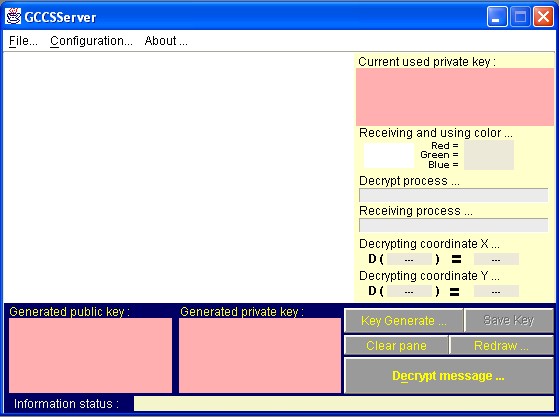 GCCSServer
File... Configuration... About ...
Current used private key :
Receiving and using color ...
Red =
Green =
Blue =
Decrypt process ...
Receiving process ...
Decrypting coordinate X ...
D ( --- ) = ---
Decrypting coordinate Y ...
D ( --- ) = ---
Generated public key : Generated private key :
Key Generate ... Save Key
Clear pane Redraw ...
Decrypt message ...
Information status :